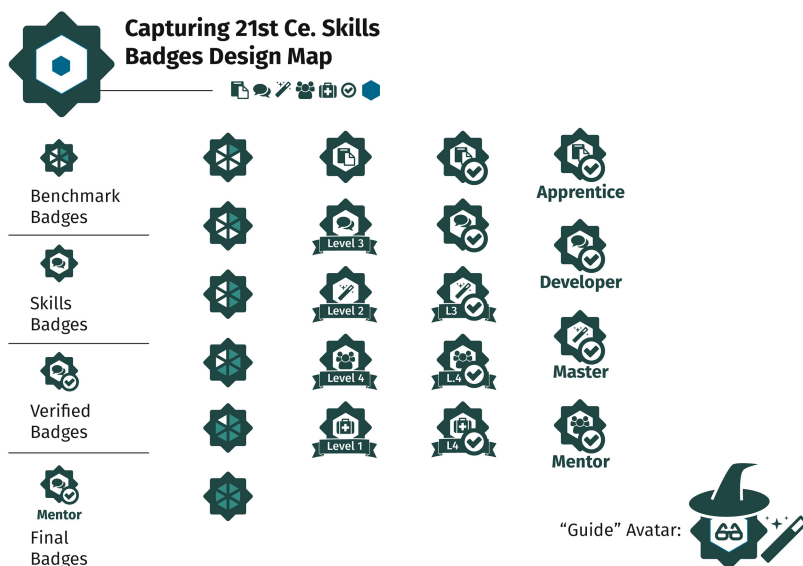 Capturing 21st Ce. Skills
Badges Design Map
Benchmark
Badges
Skills
Badges
Verified
Badges
Mentor
Final
Badges
Level 3
Level 2
Level 4
Level 1
L3
L.4
L4
Apprentice
Developer
Master
Mentor
“Guide” Avatar: